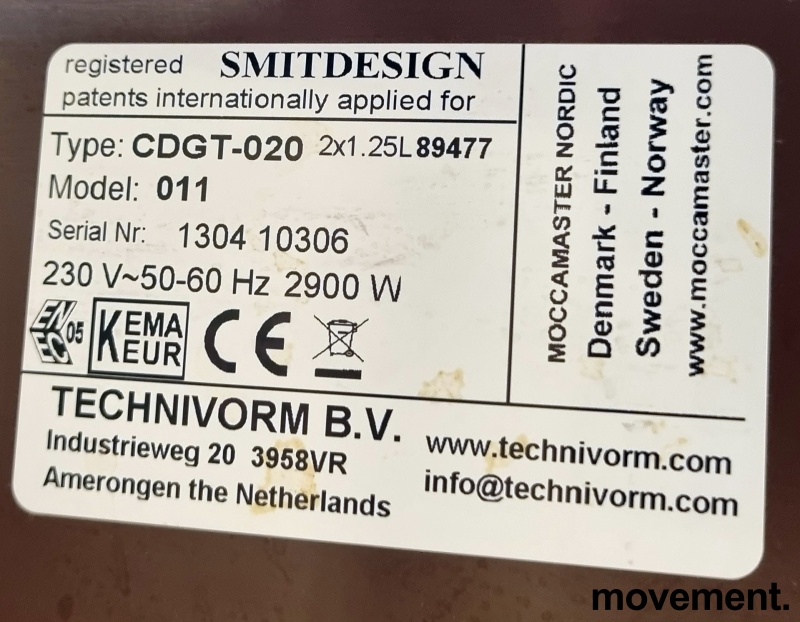 registered SMITDESIGN
patents internationally applied for
Type: CDGT-020 2x1.25L 89477
Model: 011
Serial Nr: 1304 10306
230 V~50-60 Hz 2900 W
ENEC 05 KEMA KEUR CE
MOCCAMASTER NORDIC
Denmark - Finland
Sweden - Norway
www.moccamaster.com
TECHNIVORM B.V.
Industrieweg 20 3958VR
Amerongen the Netherlands
www.technivorm.com
info@technivorm.com
movement.